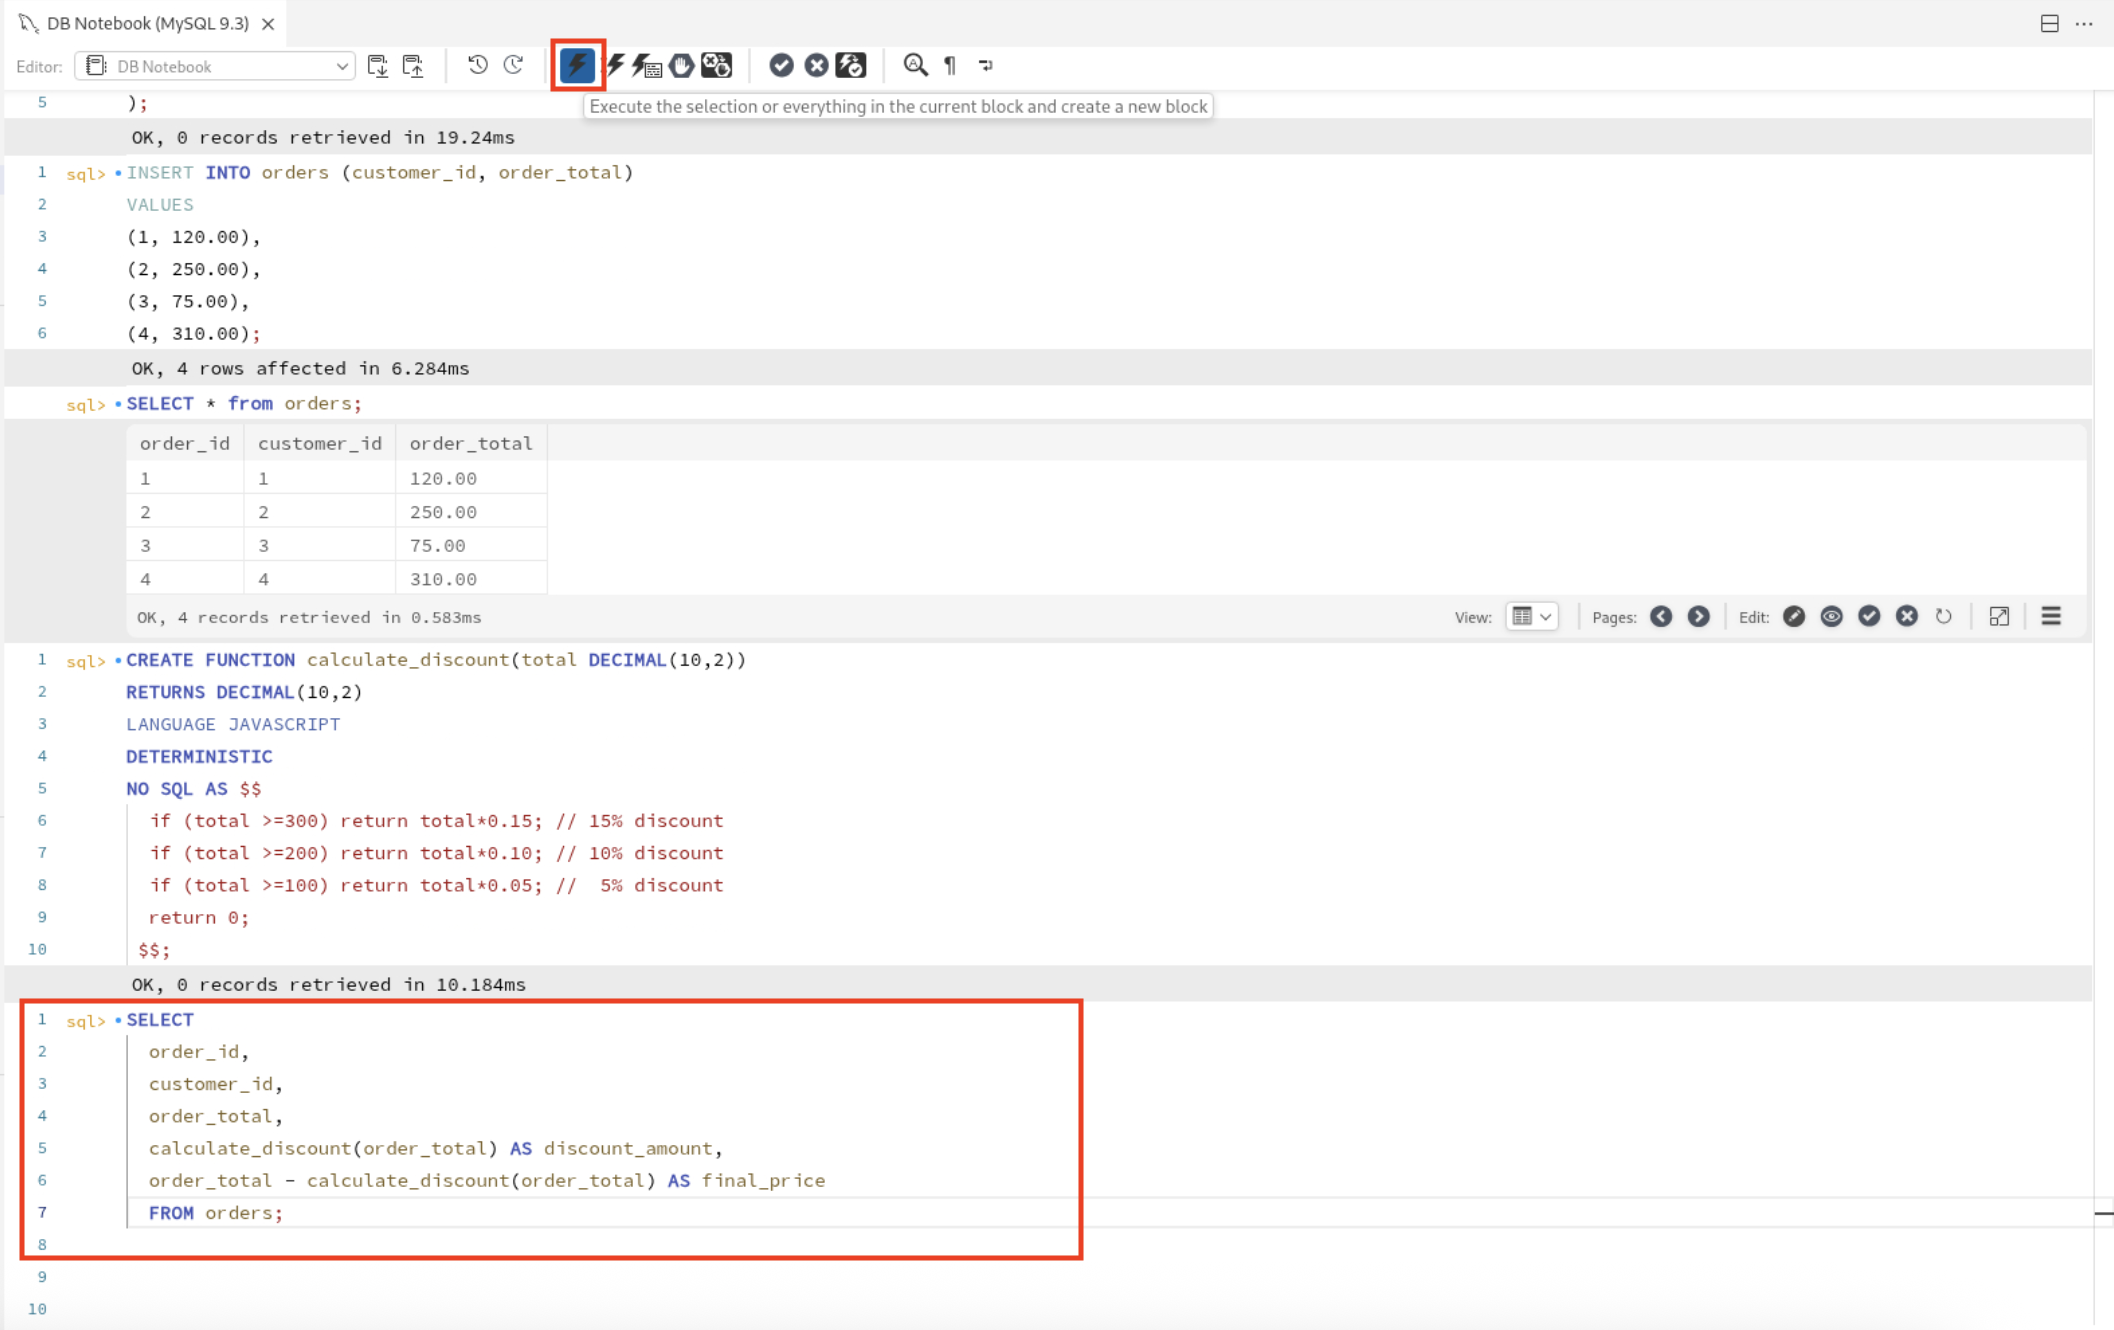 DB Notebook (MySQL 9.3)
Editor: DB Notebook
Execute the selection or everything in the current block and create a new block
5 );
OK, 0 records retrieved in 19.24ms
1 sql> INSERT INTO orders (customer_id, order_total)
2 VALUES
3 (1, 120.00),
4 (2, 250.00),
5 (3, 75.00),
6 (4, 310.00);
OK, 4 rows affected in 6.284ms
sql> SELECT * from orders;
order_id customer_id order_total
1 1 120.00
2 2 250.00
3 3 75.00
4 4 310.00
OK, 4 records retrieved in 0.583ms View: Pages: Edit:
1 sql> CREATE FUNCTION calculate_discount(total DECIMAL(10,2))
2 RETURNS DECIMAL(10,2)
3 LANGUAGE JAVASCRIPT
4 DETERMINISTIC
5 NO SQL AS $$
6 if (total >=300) return total*0.15; // 15% discount
7 if (total >=200) return total*0.10; // 10% discount
8 if (total >=100) return total*0.05; //  5% discount
9 return 0;
10 $$;
OK, 0 records retrieved in 10.184ms
1 sql> SELECT
2 order_id,
3 customer_id,
4 order_total,
5 calculate_discount(order_total) AS discount_amount,
6 order_total - calculate_discount(order_total) AS final_price
7 FROM orders;
8
9
10